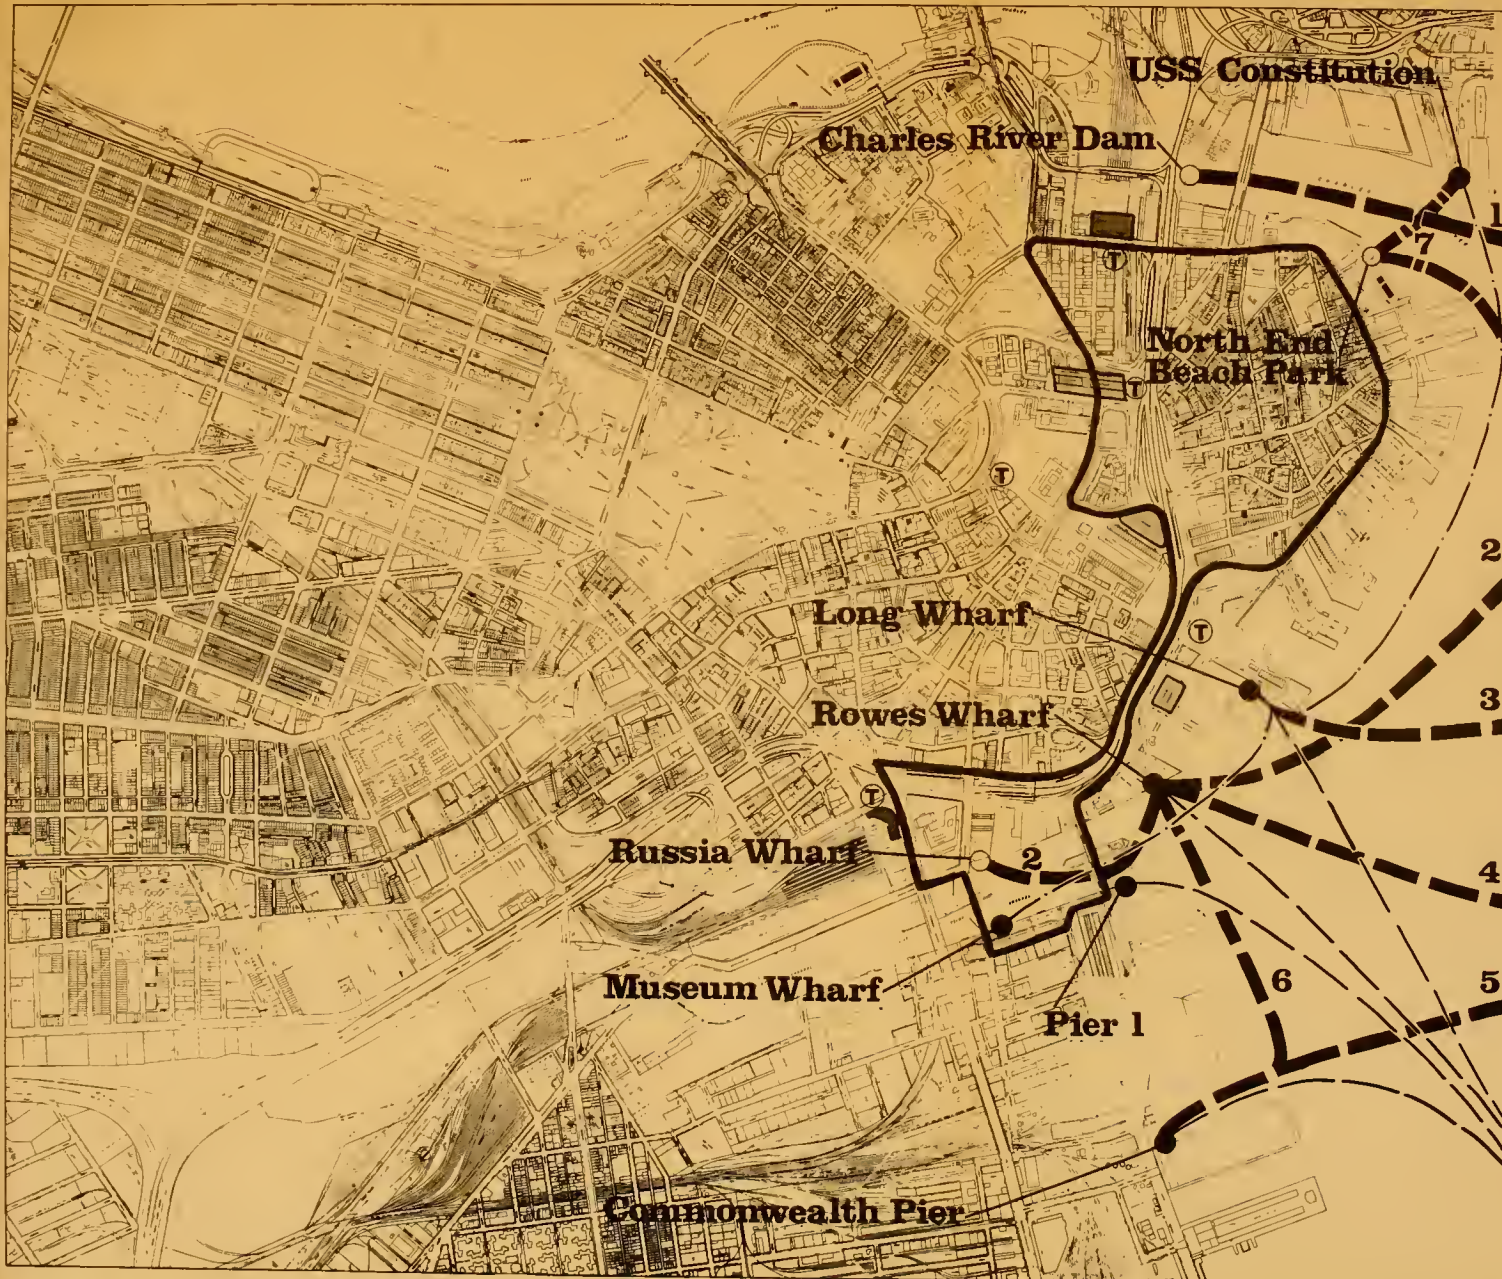 USS Constitution
Charles River Dam
1
7
T
North End
Beach Park
T
T
2
Long Wharf
T
3
Rowes Wharf
T
Russia Wharf
2
4
Museum Wharf
6
5
Pier 1
Commonwealth Pier